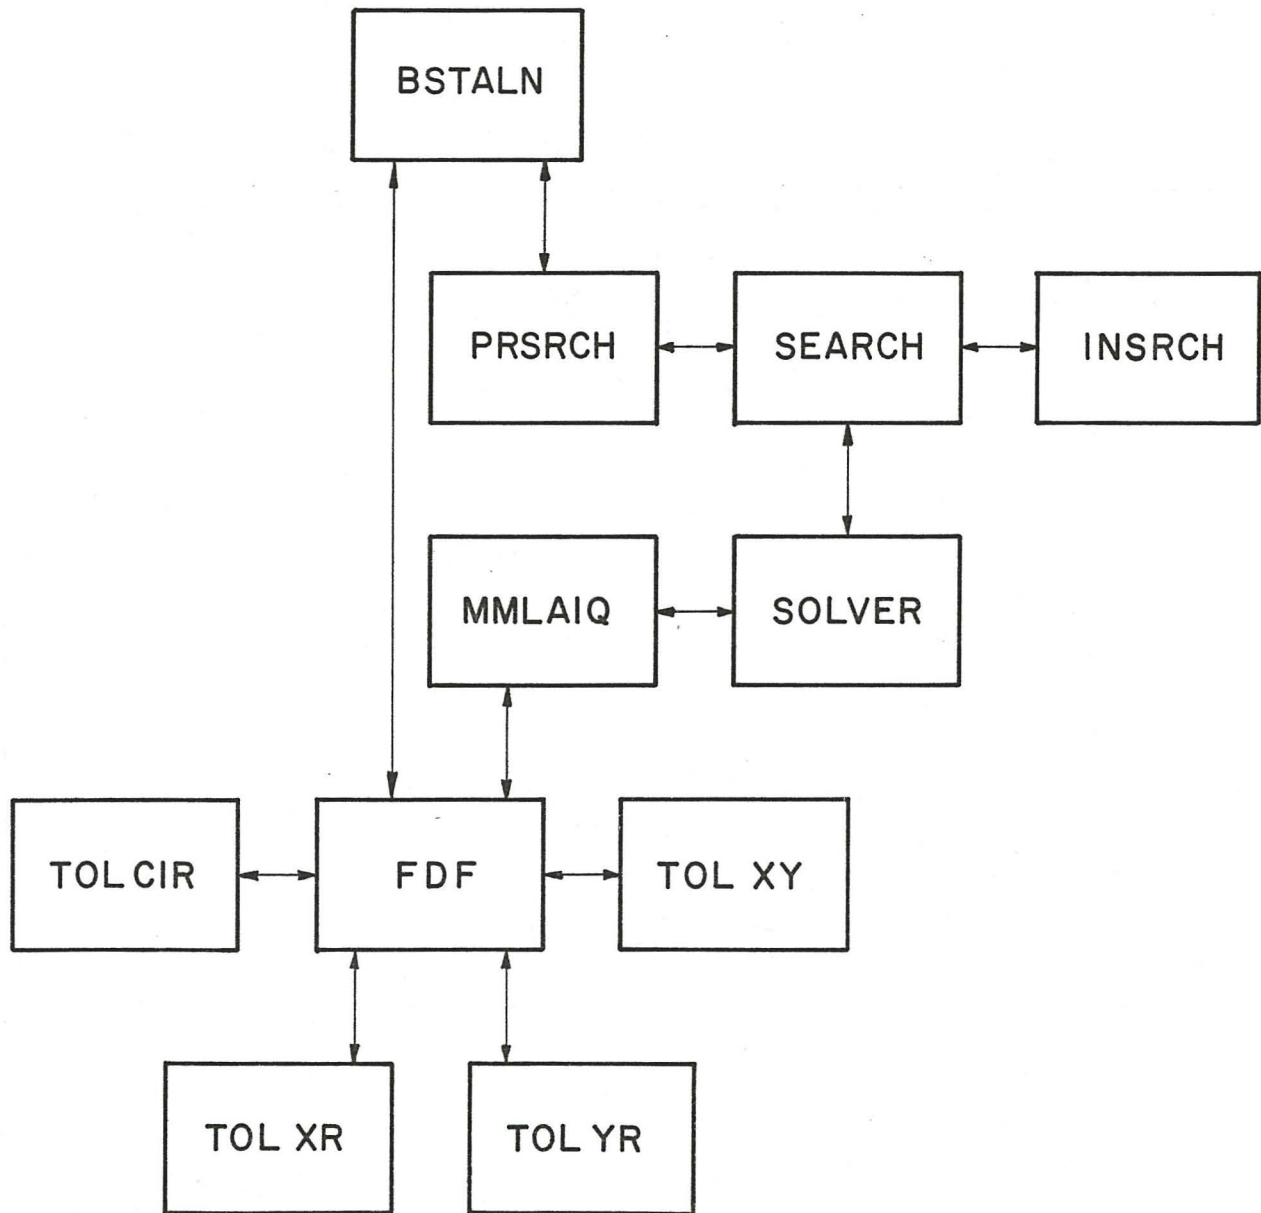 BSTALN
PRSRCH
SEARCH
INSRCH
MMLAIQ
SOLVER
TOL CIR
FDF
TOL XY
TOL XR
TOL YR